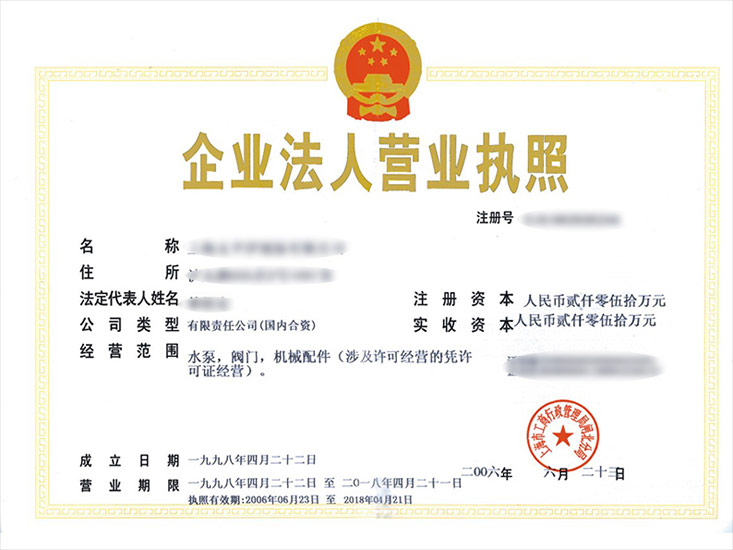 企业法人营业执照
注册号
名称
住所
法定代表人姓名
注册资本 人民币贰仟零伍拾万元
公司类型 有限责任公司(国内合资)
实收资本 人民币贰仟零伍拾万元
经营范围 水泵，阀门，机械配件（涉及许可经营的凭许
可证经营）。
上海市工商行政管理局闸北分局
成立日期 一九九八年四月二十二日
二〇〇六年 六月 二十三日
营业期限 一九九八年四月二十二日 至 二〇一八年四月二十一日
执照有效期:2006年06月23日 至 2018年04月21日